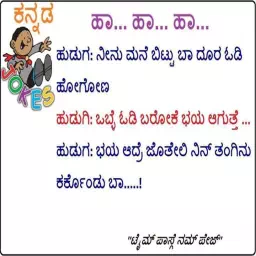 ಕನ್ನಡ
JOKES
ಹಾ... ಹಾ... ಹಾ...
ಹುಡುಗ: ನೀನು ಮನೆ ಬಿಟ್ಟು ಬಾ ದೂರ ಓಡಿ
ಹೋಗೋಣ
ಹುಡುಗಿ: ಒಬ್ಳೆ ಓಡಿ ಬರೋಕೆ ಭಯ ಆಗುತ್ತೆ ...
ಹುಡುಗ: ಭಯ ಆದ್ರೆ ಜೊತೇಲಿ ನಿನ್ ತಂಗಿನು
ಕರ್ಕೊಂಡು ಬಾ.....!
"ಟೈಮ್ ಪಾಸ್ಗೆ ನಮ್ ಪೇಜ್"